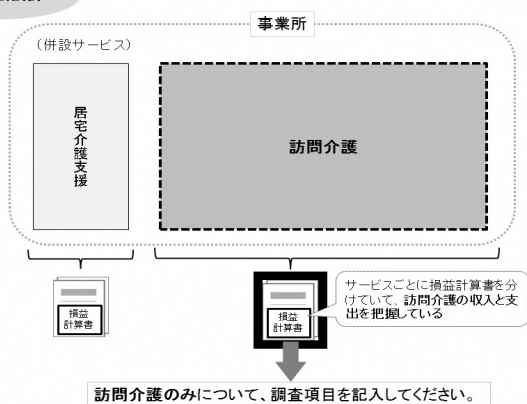 事業所
（併設サービス）
居宅介護支援
訪問介護
損益
計算書
損益
計算書
サービスごとに損益計算書を分
けていて、訪問介護の収入と支
出を把握している
訪問介護のみについて、調査項目を記入してください。